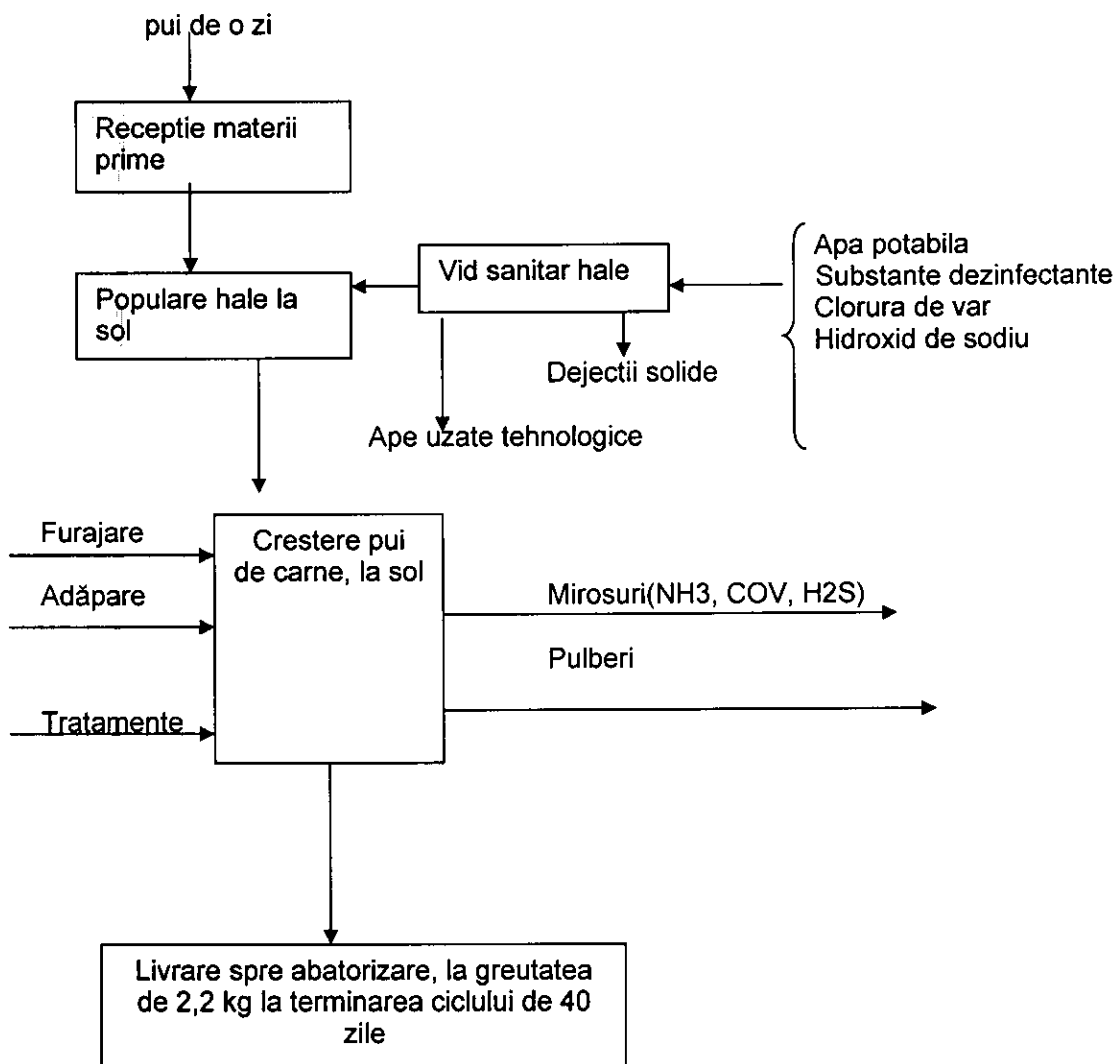 pui de o zi
Receptie materii
prime
Populare hale la
sol
Vid sanitar hale
Apa potabila
Substante dezinfectante
Clorura de var
Hidroxid de sodiu
Dejectii solide
Ape uzate tehnologice
Furajare
Adăpare
Tratamente
Crestere pui
de carne, la sol
Mirosuri(NH3, COV, H2S)
Pulberi
Livrare spre abatorizare, la greutatea
de 2,2 kg la terminarea ciclului de 40
zile